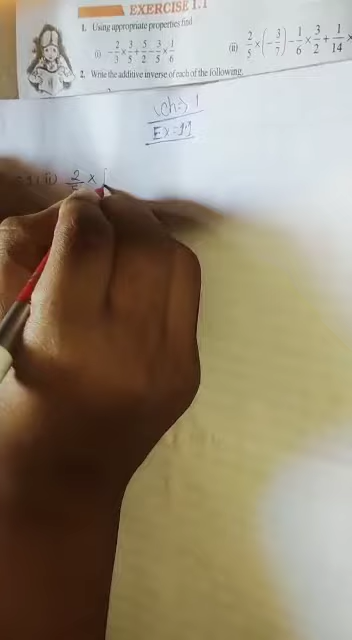 EXERCISE 1.1
1. Using appropriate properties find
(i) -2/3 × 3/5 + 5/2 - 3/5 × 1/6
(ii) 2/5 × (-3/7) - 1/6 × 3/2 + 1/14 ×
2. Write the additive inverse of each of the following.
Ch → 1
Ex = 1.1
(ii) 2/5 ×